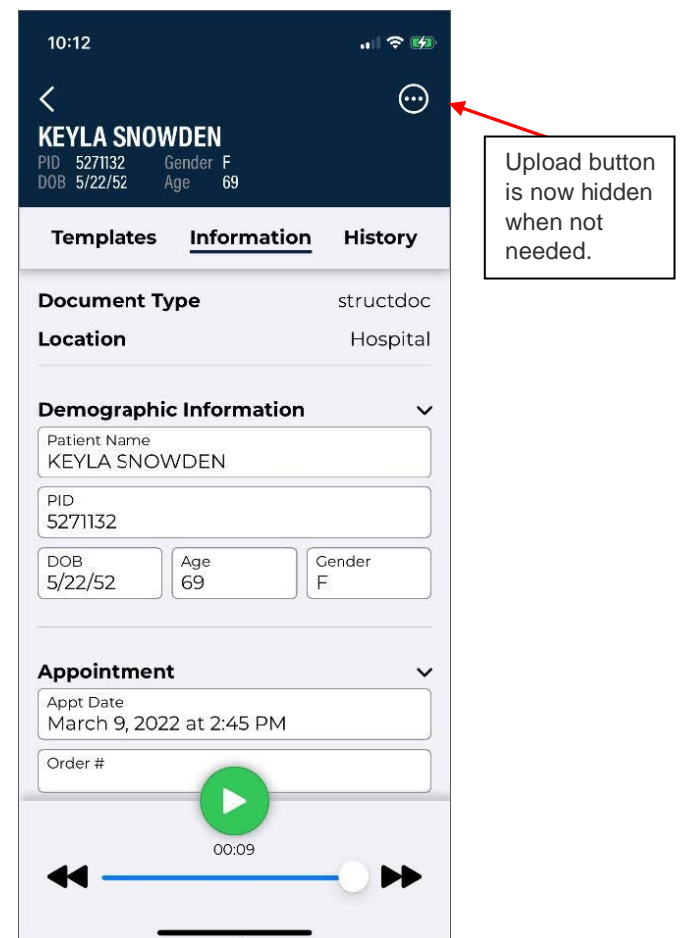 10:12
KEYLA SNOWDEN
PID 5271132 Gender F
DOB 5/22/52 Age 69
Upload button
is now hidden
when not
needed.
Templates Information History
Document Type structdoc
Location Hospital
Demographic Information
Patient Name
KEYLA SNOWDEN
PID
5271132
DOB Age Gender
5/22/52 69 F
Appointment
Appt Date
March 9, 2022 at 2:45 PM
Order #
00:09